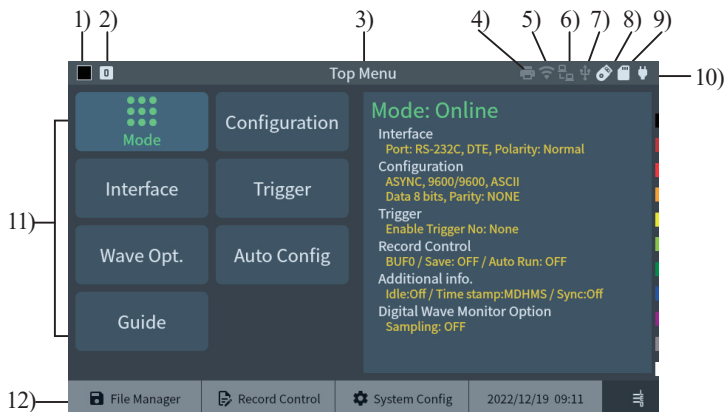 1) 2) 3) 4) 5) 6) 7) 8) 9)
0 Top Menu
10)
Mode
Configuration
Interface
Trigger
11)
Wave Opt.
Auto Config
Guide
Mode: Online
Interface
Port: RS-232C, DTE, Polarity: Normal
Configuration
ASYNC, 9600/9600, ASCII
Data 8 bits, Parity: NONE
Trigger
Enable Trigger No: None
Record Control
BUF0 / Save: OFF / Auto Run: OFF
Additional info.
Idle:Off / Time stamp:MDHMS / Sync:Off
Digital Wave Monitor Option
Sampling: OFF
12)
File Manager Record Control System Config 2022/12/19 09:11